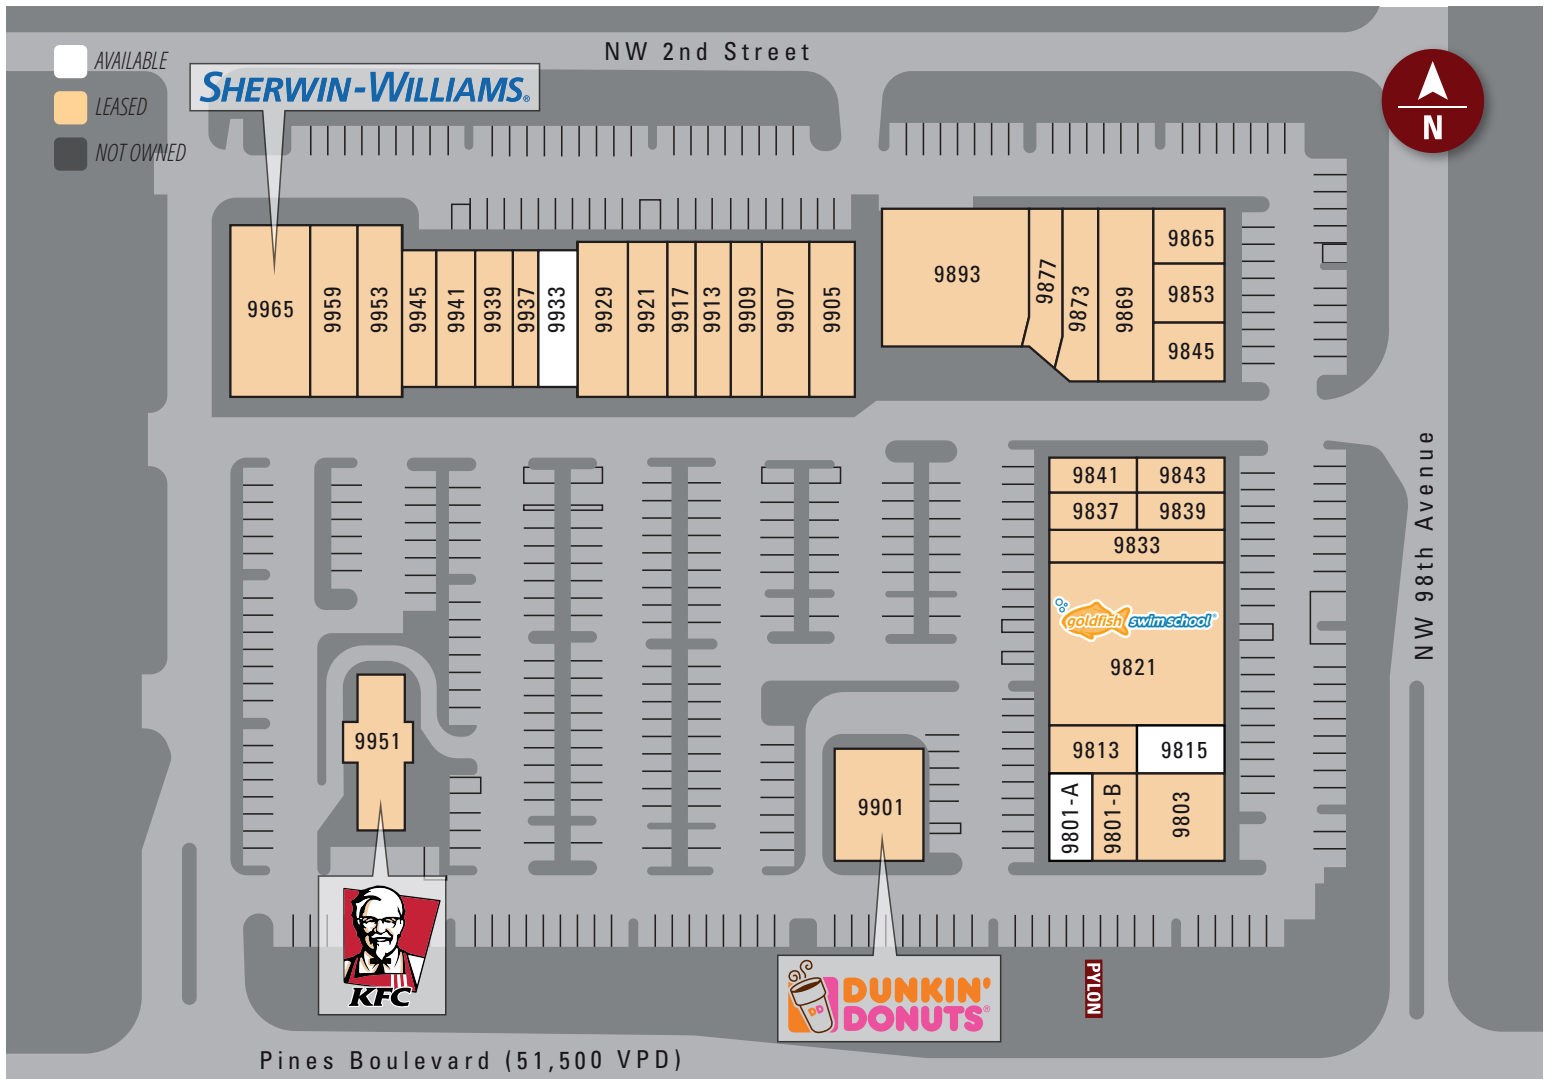 NW 2nd Street
AVAILABLE
LEASED
NOT OWNED
SHERWIN-WILLIAMS®
N
9965
9959
9953
9945
9941
9939
9937
9933
9929
9921
9917
9913
9909
9907
9905
9893
9877
9873
9869
9865
9853
9845
NW 98th Avenue
9841
9843
9837
9839
9833
goldfish swim school®
9821
9813
9815
9801-A
9801-B
9803
9951
9901
KFC
DD
DUNKIN'
DONUTS®
PYLON
Pines Boulevard (51,500 VPD)